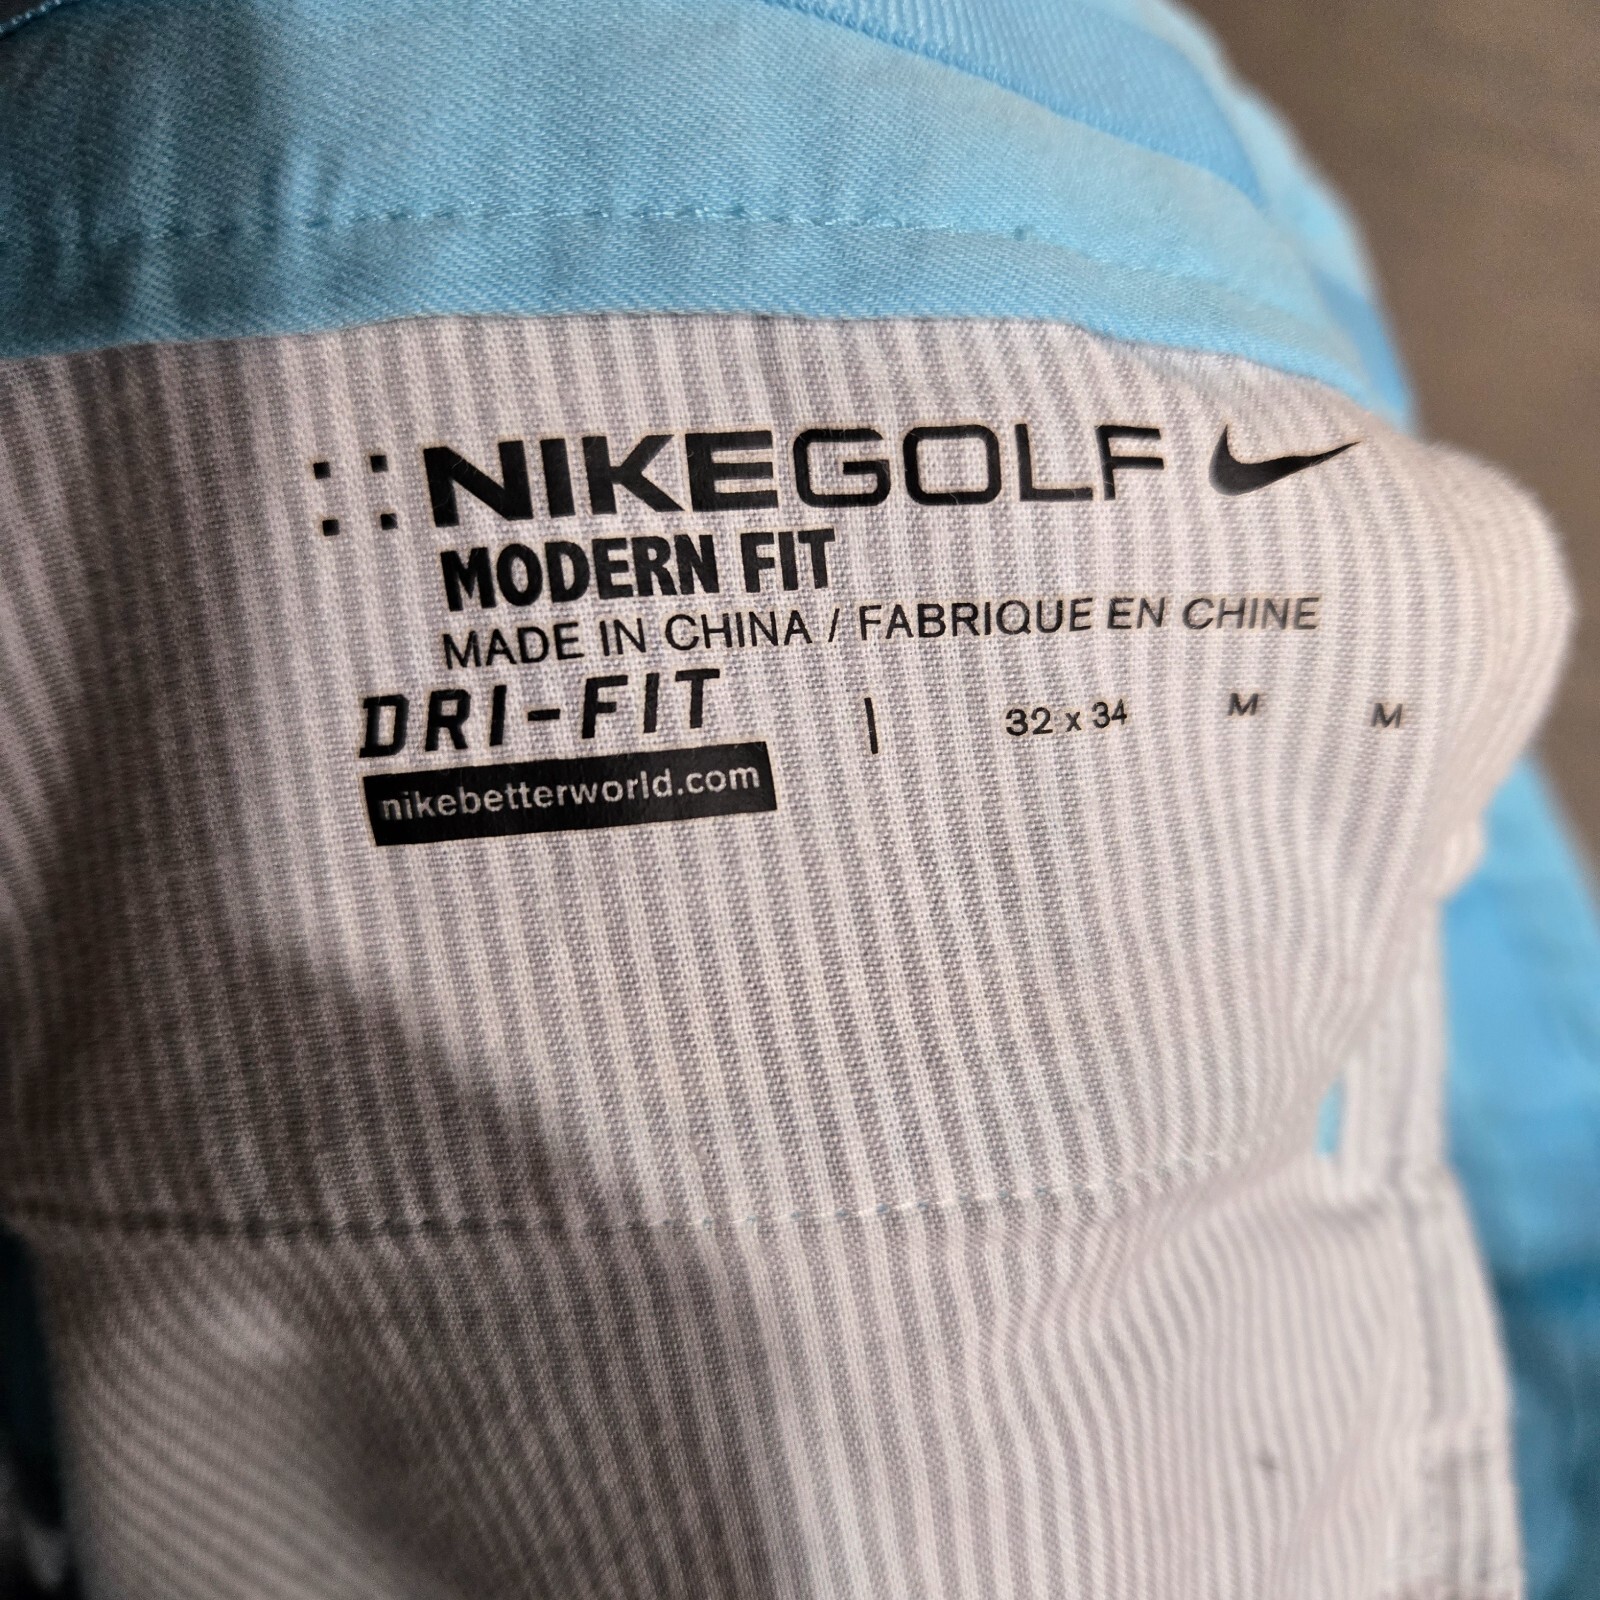 NIKEGOLF
MODERN FIT
MADE IN CHINA / FABRIQUE EN CHINE
DRI-FIT | 32 x 34 M M
nikebetterworld.com